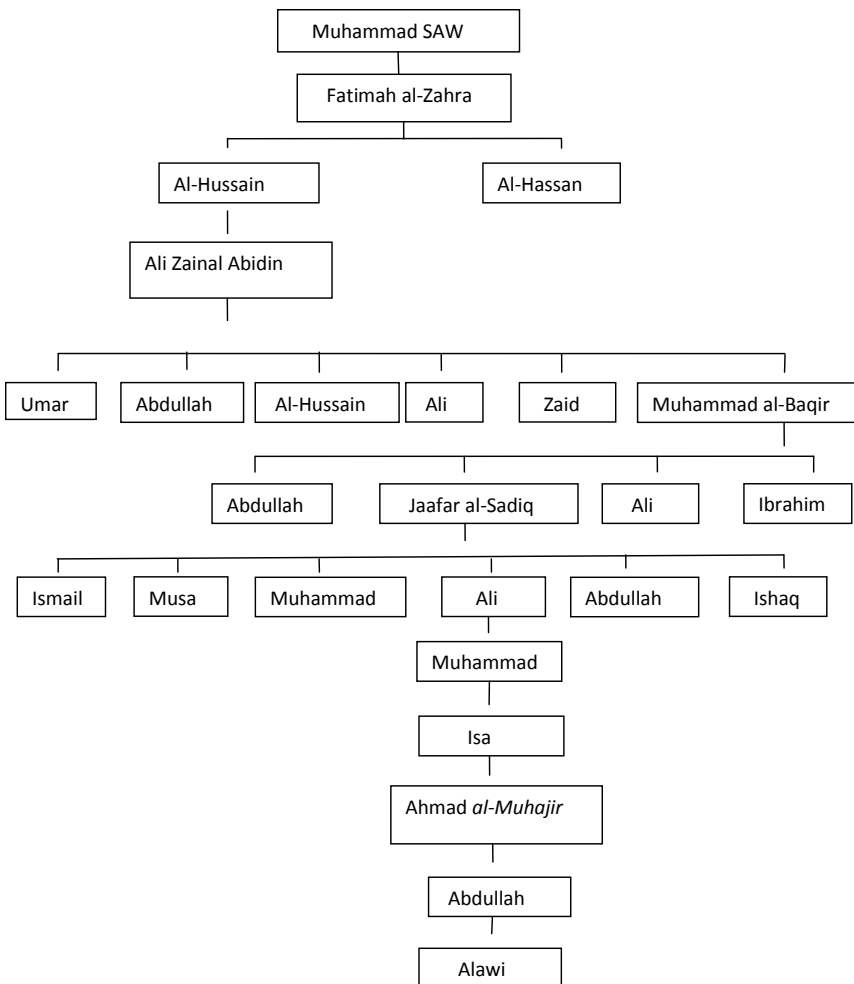 Muhammad SAW
Fatimah al-Zahra
Al-Hussain
Al-Hassan
Ali Zainal Abidin
Umar
Abdullah
Al-Hussain
Ali
Zaid
Muhammad al-Baqir
Abdullah
Jaafar al-Sadiq
Ali
Ibrahim
Ismail
Musa
Muhammad
Ali
Abdullah
Ishaq
Muhammad
Isa
Ahmad al-Muhajir
Abdullah
Alawi